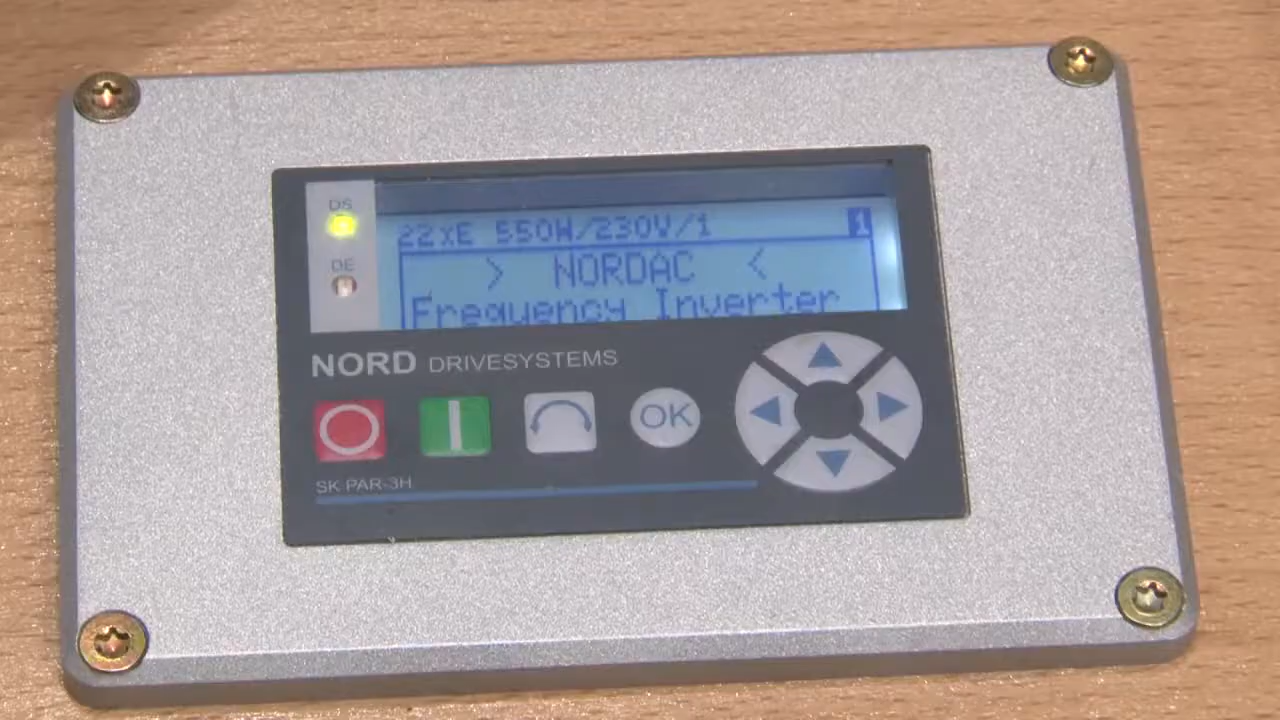 DS
DE
22xE 550W/230V/1 1
> NORDAC <
Frequency Inverter
NORD DRIVESYSTEMS
OK
SK PAR-3H